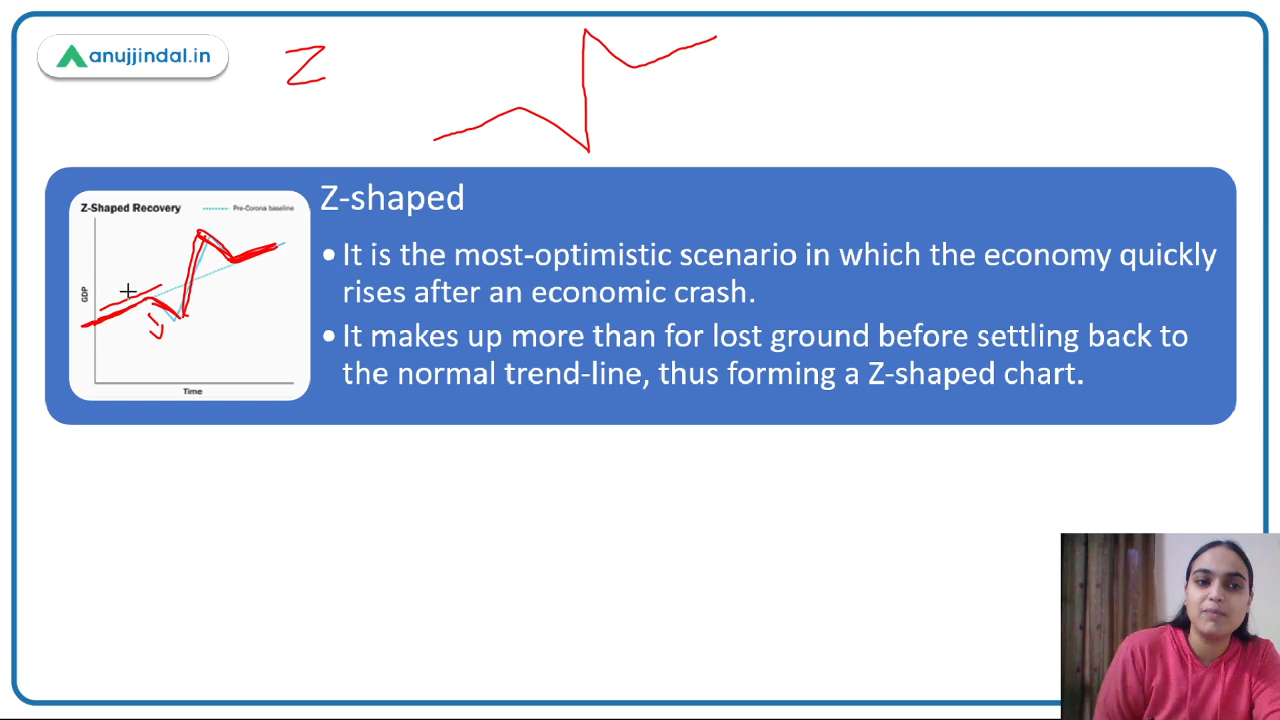 anujjindal.in
Z
Z-shaped
Z-Shaped Recovery
Pre-Corona baseline
GDP
Time
• It is the most-optimistic scenario in which the economy quickly
rises after an economic crash.
• It makes up more than for lost ground before settling back to
the normal trend-line, thus forming a Z-shaped chart.